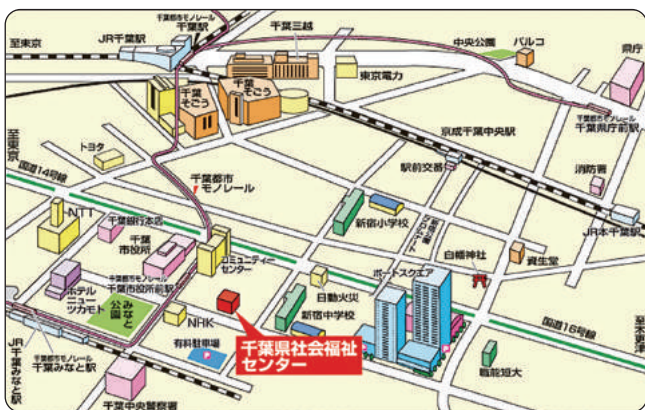 千葉都市モノレール
千葉駅
千葉三越
至東京
JR千葉駅
中央公園
パルコ
県庁
千葉
そごう
千葉
そごう
東京電力
千葉都市モノレール
千葉県庁前駅
至東京
トヨタ
京成千葉中央駅
駅前交番
消防署
国道14号線
千葉都市
モノレール
新宿小学校
JR本千葉駅
NTT
千葉銀行本店
千葉
市役所
コミュニティー
センター
白幡神社
資生堂
ポートスクエア
千葉都市モノレール
千葉市役所前駅
日動火災
ホテル
ニュー
ツカモト
みなと
公園
NHK
新宿中学校
国道16号線
至木更津
千葉県社会福祉
センター
有料駐車場
P
P
職能短大
JR千葉みなと駅
千葉都市モノレール
千葉みなと駅
千葉中央警察署